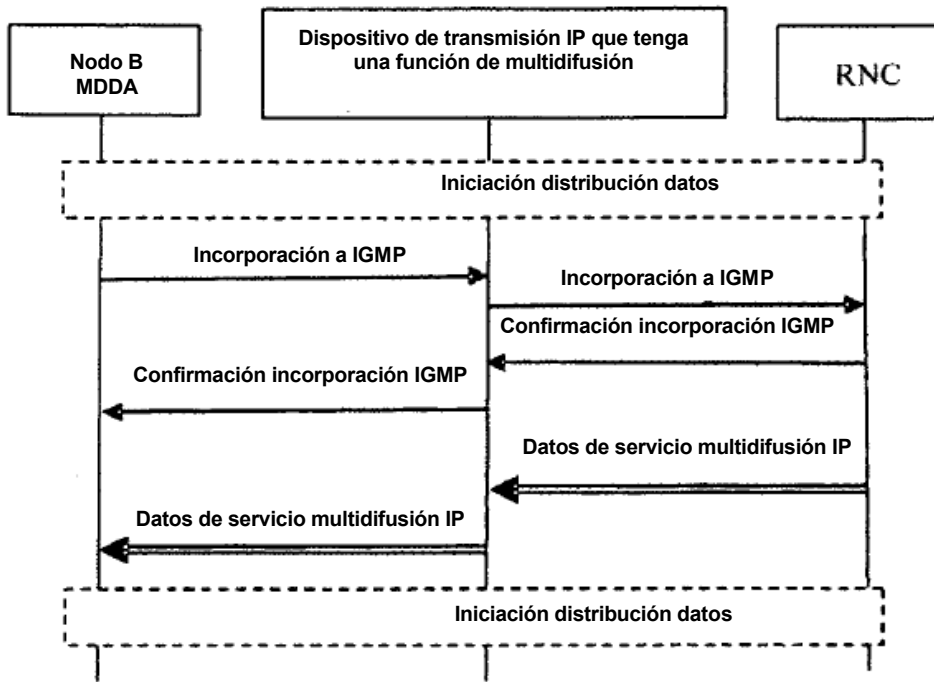 Nodo B
MDDA
Dispositivo de transmisión IP que tenga
una función de multidifusión
RNC
Iniciación distribución datos
Incorporación a IGMP
Incorporación a IGMP
Confirmación incorporación IGMP
Confirmación incorporación IGMP
Datos de servicio multidifusión IP
Datos de servicio multidifusión IP
Iniciación distribución datos